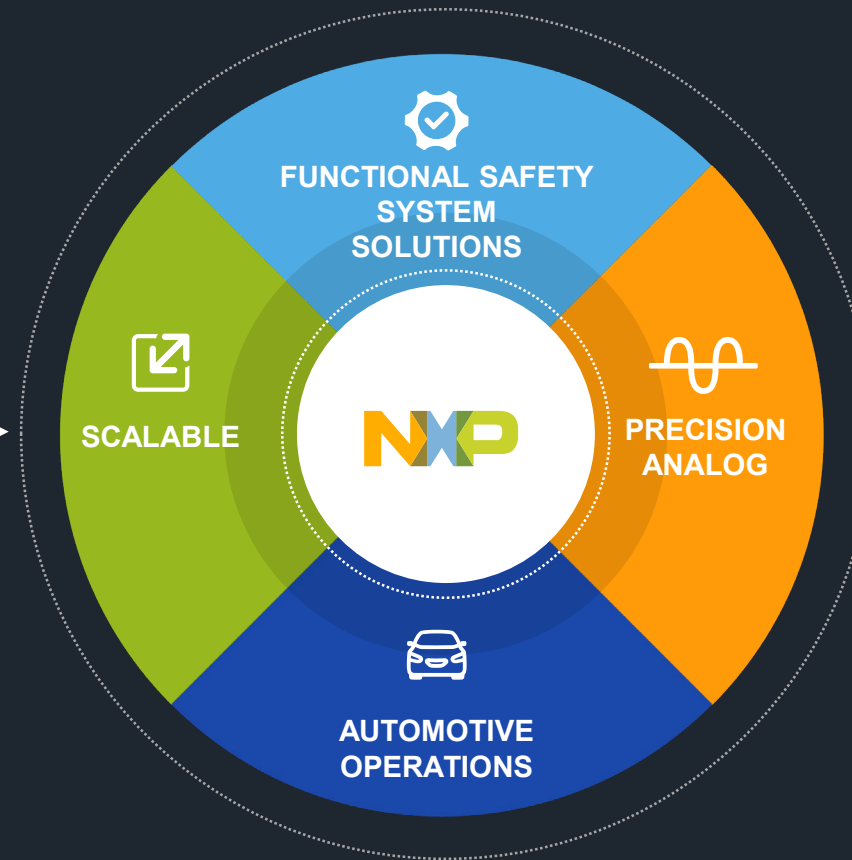 FUNCTIONAL SAFETY
SYSTEM
SOLUTIONS
SCALABLE
NXP
PRECISION
ANALOG
AUTOMOTIVE
OPERATIONS